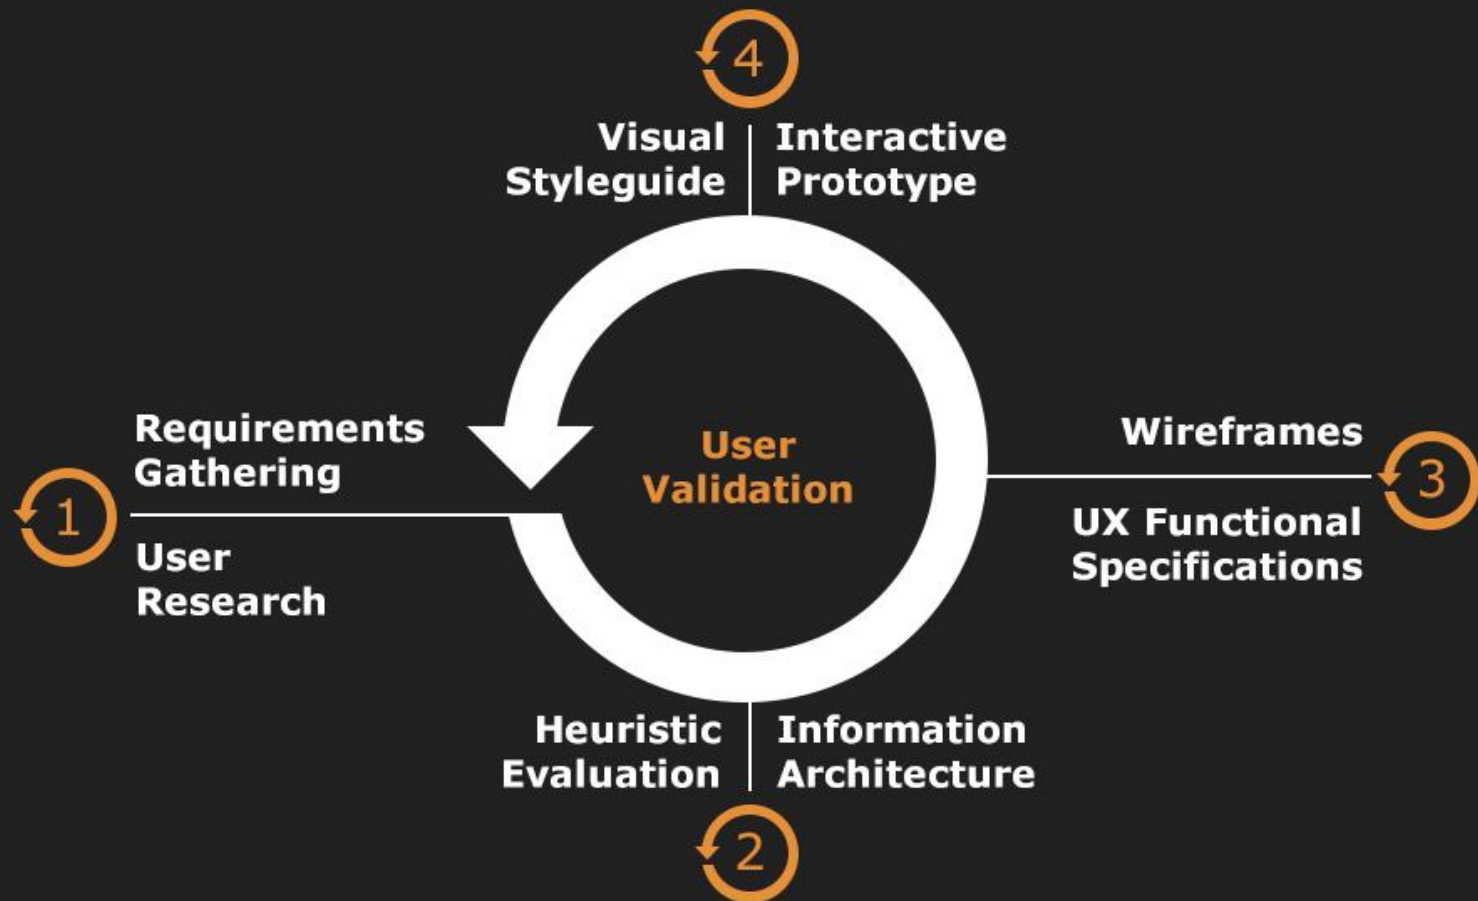 4
Visual
Styleguide
Interactive
Prototype
Requirements
Gathering
1
User
Research
User
Validation
Wireframes
3
UX Functional
Specifications
Heuristic
Evaluation
Information
Architecture
2